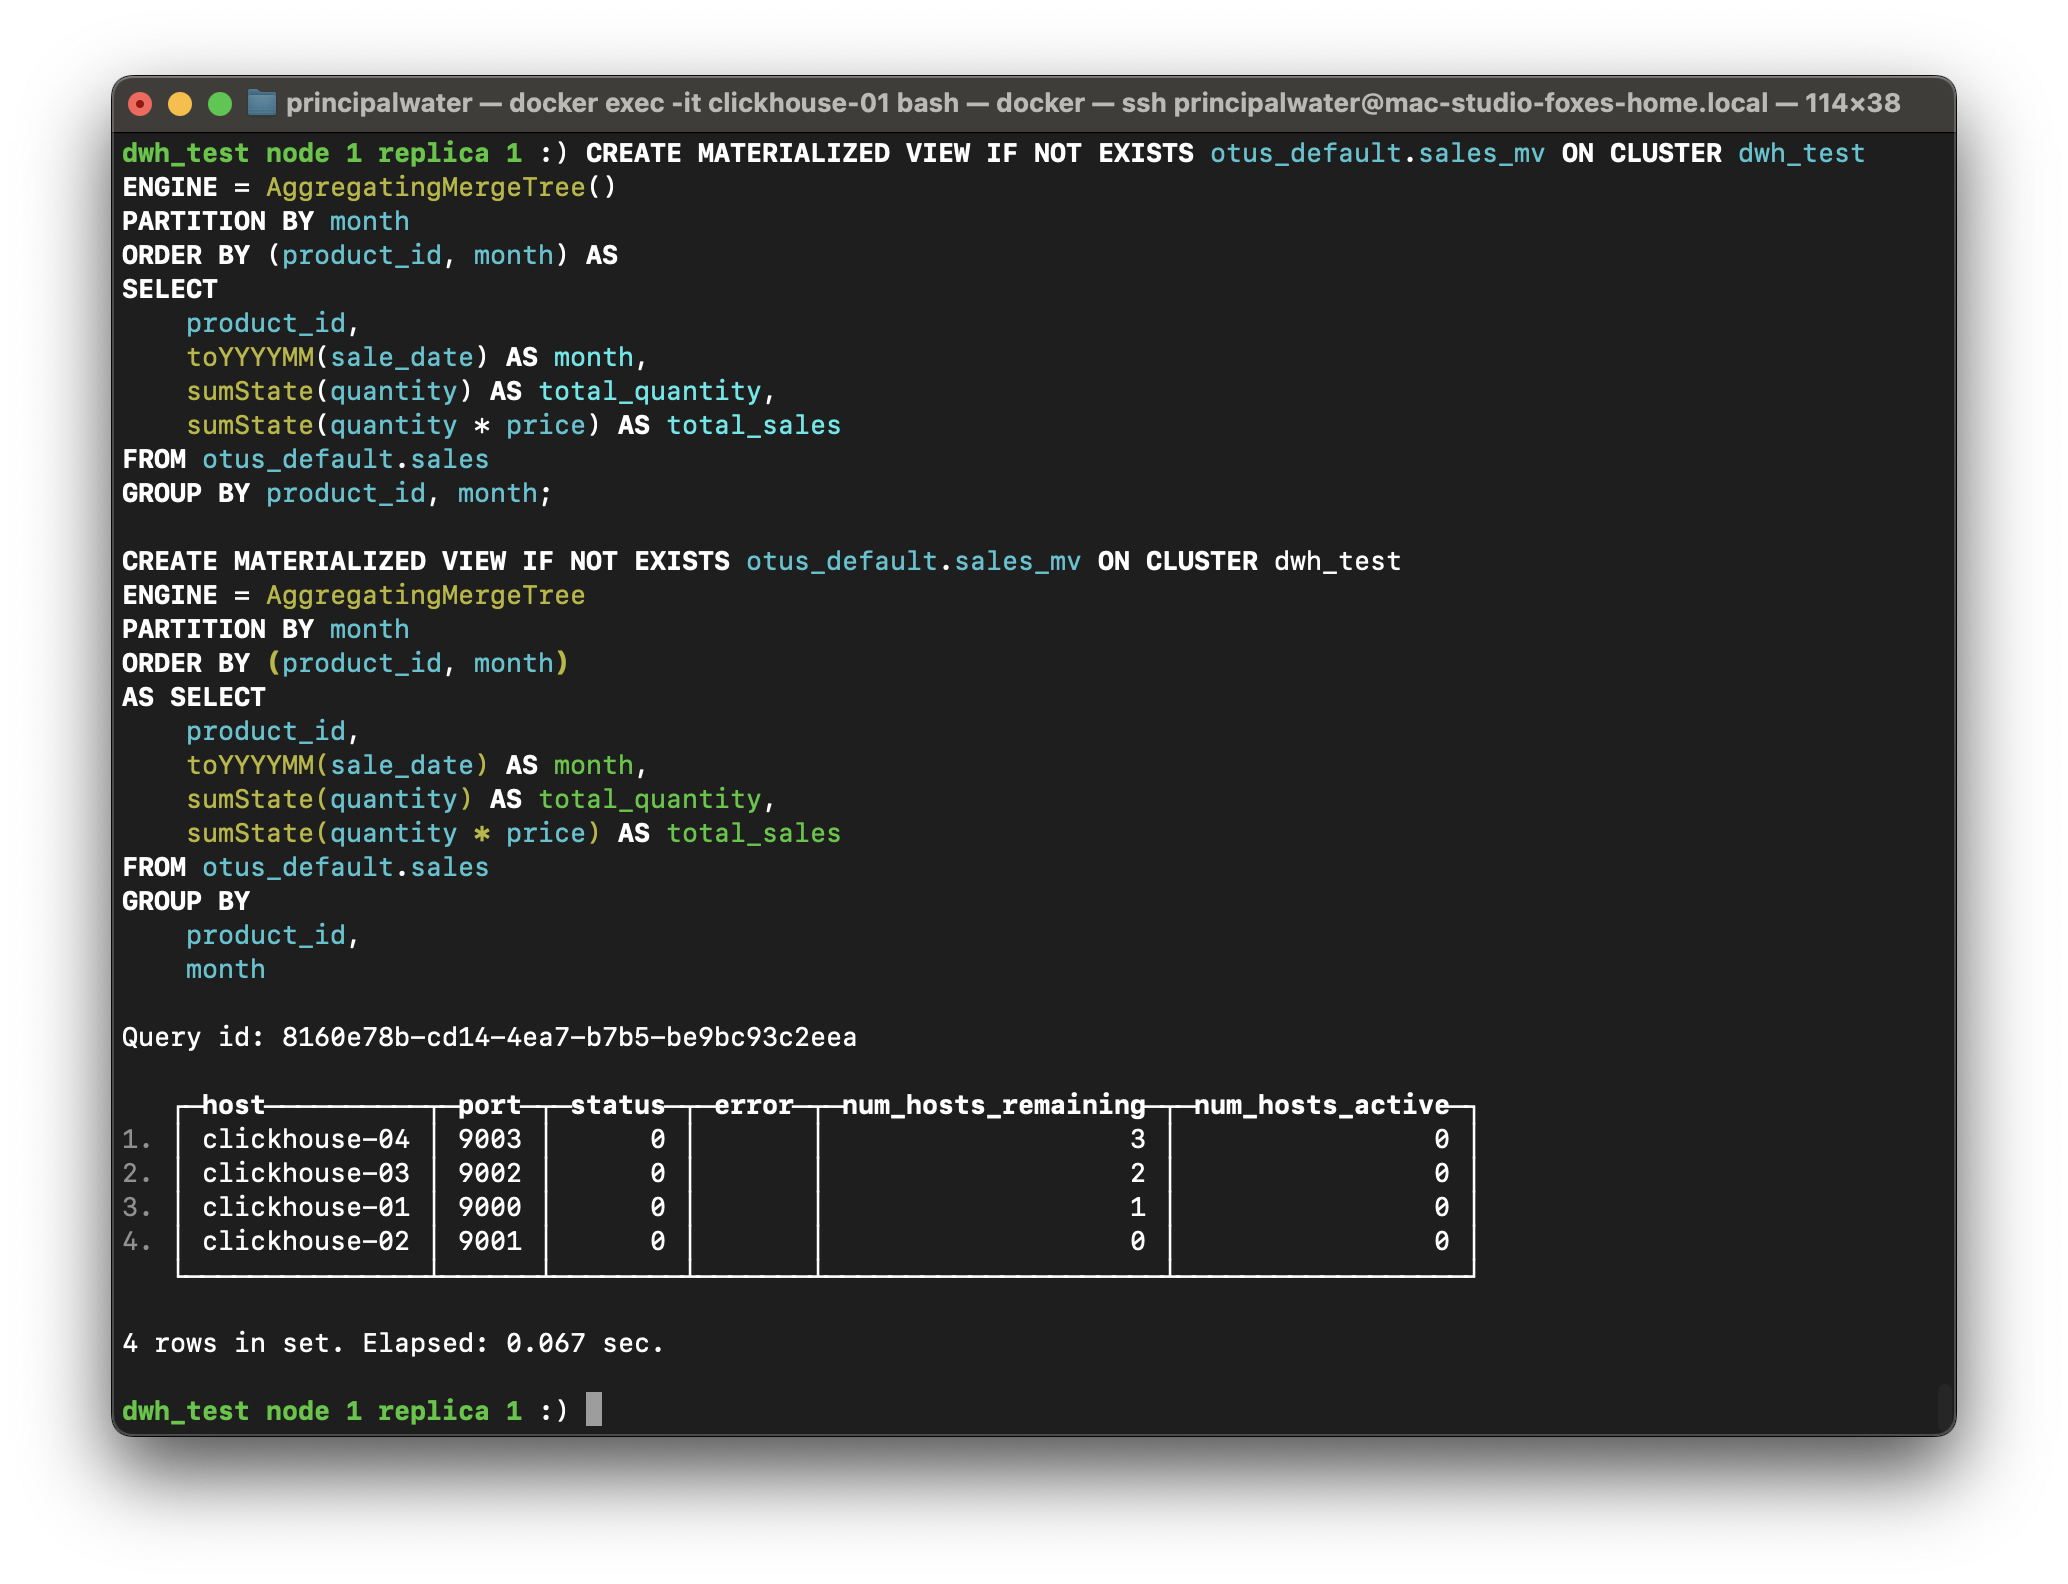 principalwater — docker exec -it clickhouse-01 bash — docker — ssh principalwater@mac-studio-foxes-home.local — 114×38
dwh_test node 1 replica 1 :) CREATE MATERIALIZED VIEW IF NOT EXISTS otus_default.sales_mv ON CLUSTER dwh_test
ENGINE = AggregatingMergeTree()
PARTITION BY month
ORDER BY (product_id, month) AS
SELECT
    product_id,
    toYYYYMM(sale_date) AS month,
    sumState(quantity) AS total_quantity,
    sumState(quantity * price) AS total_sales
FROM otus_default.sales
GROUP BY product_id, month;
CREATE MATERIALIZED VIEW IF NOT EXISTS otus_default.sales_mv ON CLUSTER dwh_test
ENGINE = AggregatingMergeTree
PARTITION BY month
ORDER BY (product_id, month)
AS SELECT
    product_id,
    toYYYYMM(sale_date) AS month,
    sumState(quantity) AS total_quantity,
    sumState(quantity * price) AS total_sales
FROM otus_default.sales
GROUP BY
    product_id,
    month
Query id: 8160e78b-cd14-4ea7-b7b5-be9bc93c2eea
host port status error num_hosts_remaining num_hosts_active
1. clickhouse-04 9003 0 3 0
2. clickhouse-03 9002 0 2 0
3. clickhouse-01 9000 0 1 0
4. clickhouse-02 9001 0 0 0
4 rows in set. Elapsed: 0.067 sec.
dwh_test node 1 replica 1 :)